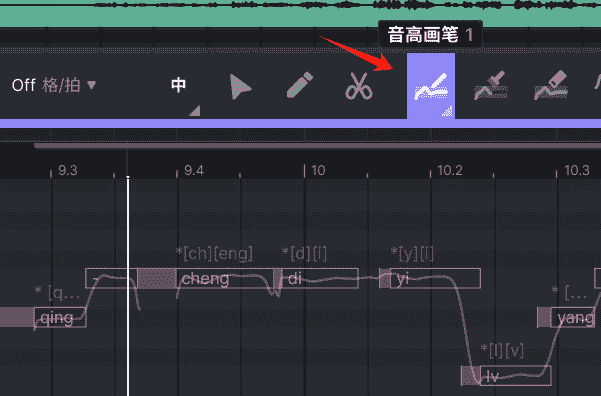 音高画笔 1
Off 格/拍 中
9.3 9.4 10 10.2 10.3
*[ch][eng] *[d][i] *[y][i]
- cheng di yi
* [q... * [...
qing yang
*[l][v]
lv